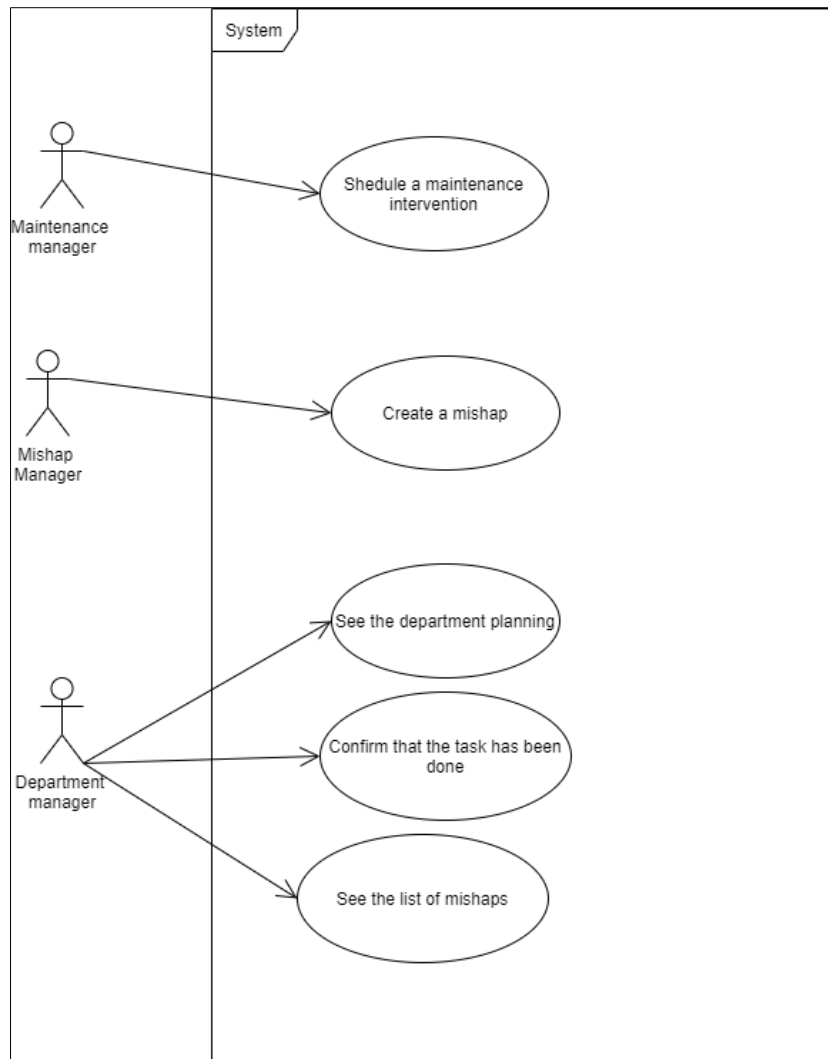 System
Shedule a maintenance
intervention
Maintenance
manager
Create a mishap
Mishap
Manager
See the department planning
Confirm that the task has been
done
Department
manager
See the list of mishaps